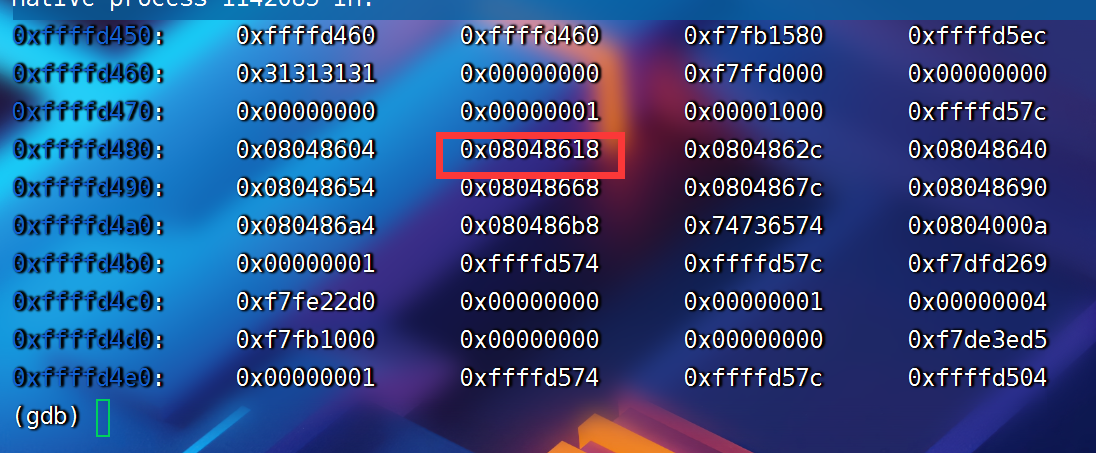 native process 1142085 In:
0xffffd450: 0xffffd460 0xffffd460 0xf7fb1580 0xffffd5ec
0xffffd460: 0x31313131 0x00000000 0xf7ffd000 0x00000000
0xffffd470: 0x00000000 0x00000001 0x00001000 0xffffd57c
0xffffd480: 0x08048604 0x08048618 0x0804862c 0x08048640
0xffffd490: 0x08048654 0x08048668 0x0804867c 0x08048690
0xffffd4a0: 0x080486a4 0x080486b8 0x74736574 0x0804000a
0xffffd4b0: 0x00000001 0xffffd574 0xffffd57c 0xf7dfd269
0xffffd4c0: 0xf7fe22d0 0x00000000 0x00000001 0x00000004
0xffffd4d0: 0xf7fb1000 0x00000000 0x00000000 0xf7de3ed5
0xffffd4e0: 0x00000001 0xffffd574 0xffffd57c 0xffffd504
(gdb)